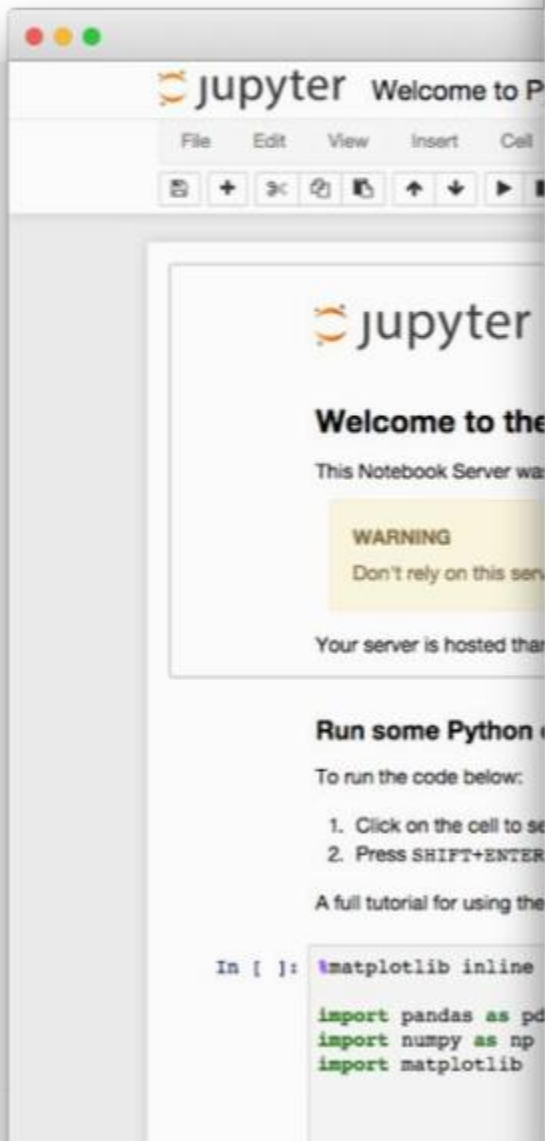 jupyter Welcome to P
File Edit View Insert Cell
jupyter
Welcome to the
This Notebook Server was
WARNING
Don't rely on this serv
Your server is hosted than
Run some Python
To run the code below:
1. Click on the cell to se
2. Press SHIFT+ENTER
A full tutorial for using the
In [ ]: %matplotlib inline
import pandas as pd
import numpy as np
import matplotlib